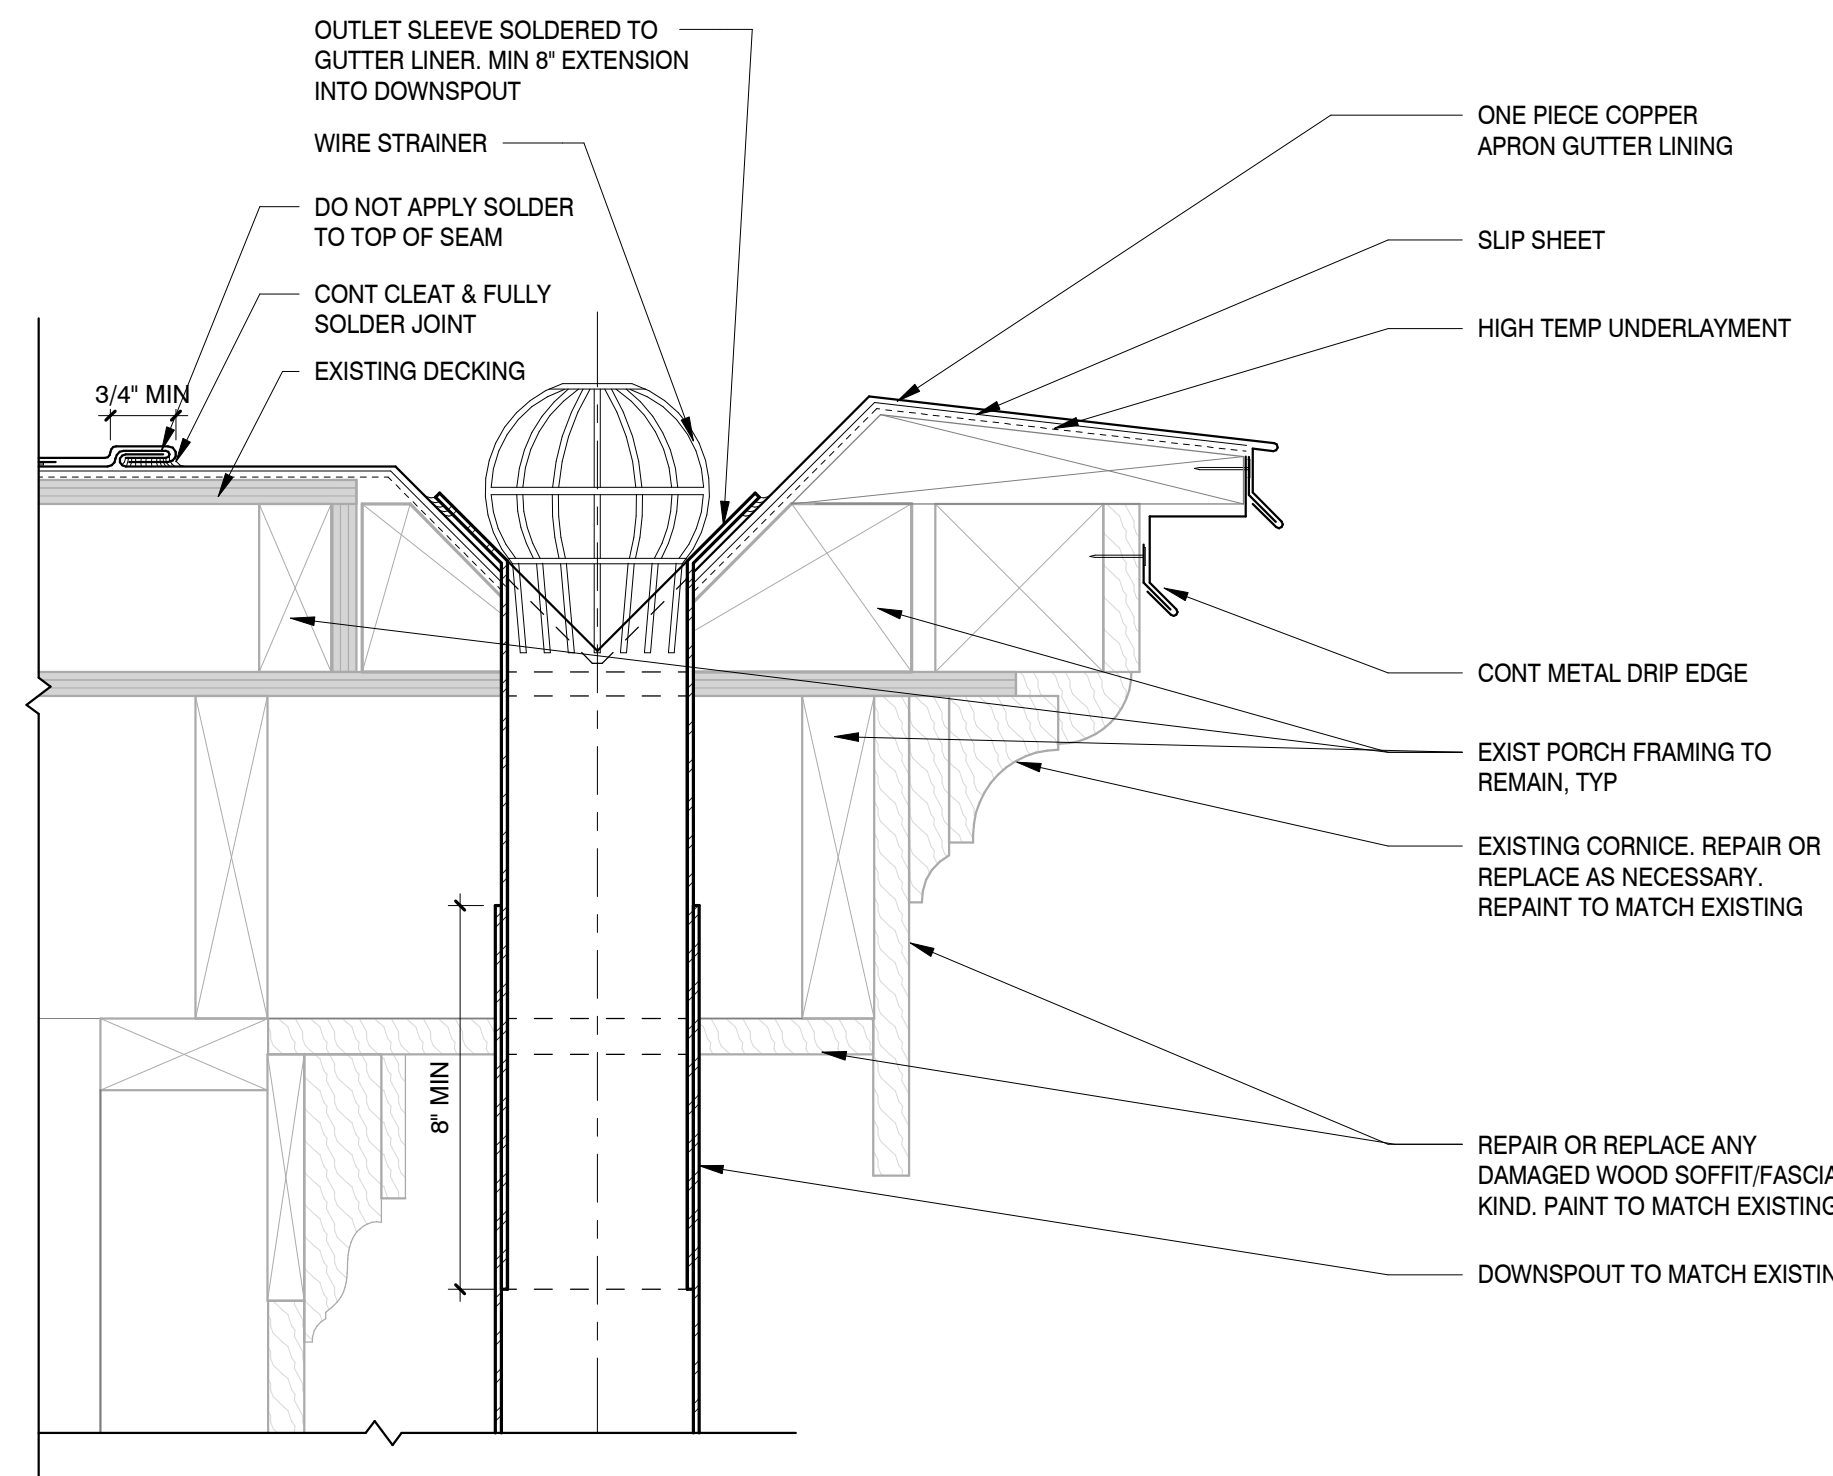 OUTLET SLEEVE SOLDERED TO
GUTTER LINER. MIN 8" EXTENSION
INTO DOWNSPOUT
WIRE STRAINER
DO NOT APPLY SOLDER
TO TOP OF SEAM
CONT CLEAT & FULLY
SOLDER JOINT
EXISTING DECKING
3/4" MIN
8" MIN
ONE PIECE COPPER
APRON GUTTER LINING
SLIP SHEET
HIGH TEMP UNDERLAYMENT
CONT METAL DRIP EDGE
EXIST PORCH FRAMING TO
REMAIN, TYP
EXISTING CORNICE. REPAIR OR
REPLACE AS NECESSARY.
REPAINT TO MATCH EXISTING
REPAIR OR REPLACE ANY
DAMAGED WOOD SOFFIT/FASCIA
KIND. PAINT TO MATCH EXISTING
DOWNSPOUT TO MATCH EXISTIN